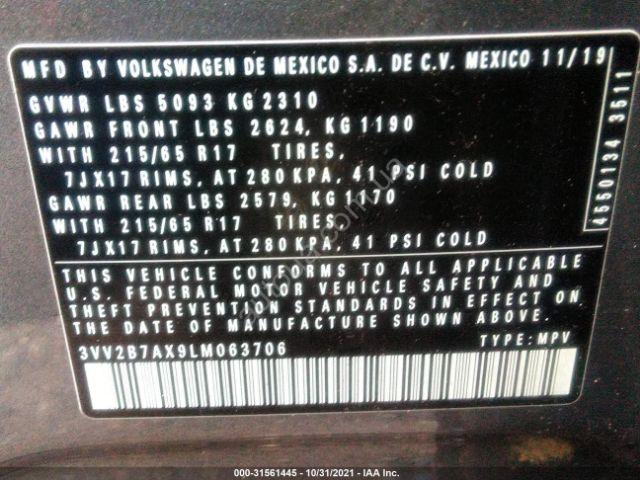 MFD BY VOLKSWAGEN DE MEXICO S.A. DE C.V. MEXICO 11/19
GVWR LBS 5093 KG 2310
GAWR FRONT LBS 2624, KG 1190
WITH 215/65 R17 TIRES,
7JX17 RIMS, AT 280 KPA, 41 PSI COLD
GAWR REAR LBS 2579, KG 1170
WITH 215/65 R17 TIRES,
7JX17 RIMS, AT 280 KPA, 41 PSI COLD
THIS VEHICLE CONFORMS TO ALL APPLICABLE
U.S. FEDERAL MOTOR VEHICLE SAFETY AND
THEFT PREVENTION STANDARDS IN EFFECT ON
THE DATE OF MANUFACTURE SHOWN ABOVE.
3VV2B7AX9LM063706 TYPE: MPV
4550134 3511
000-31561445 - 10/31/2021 - IAA Inc.